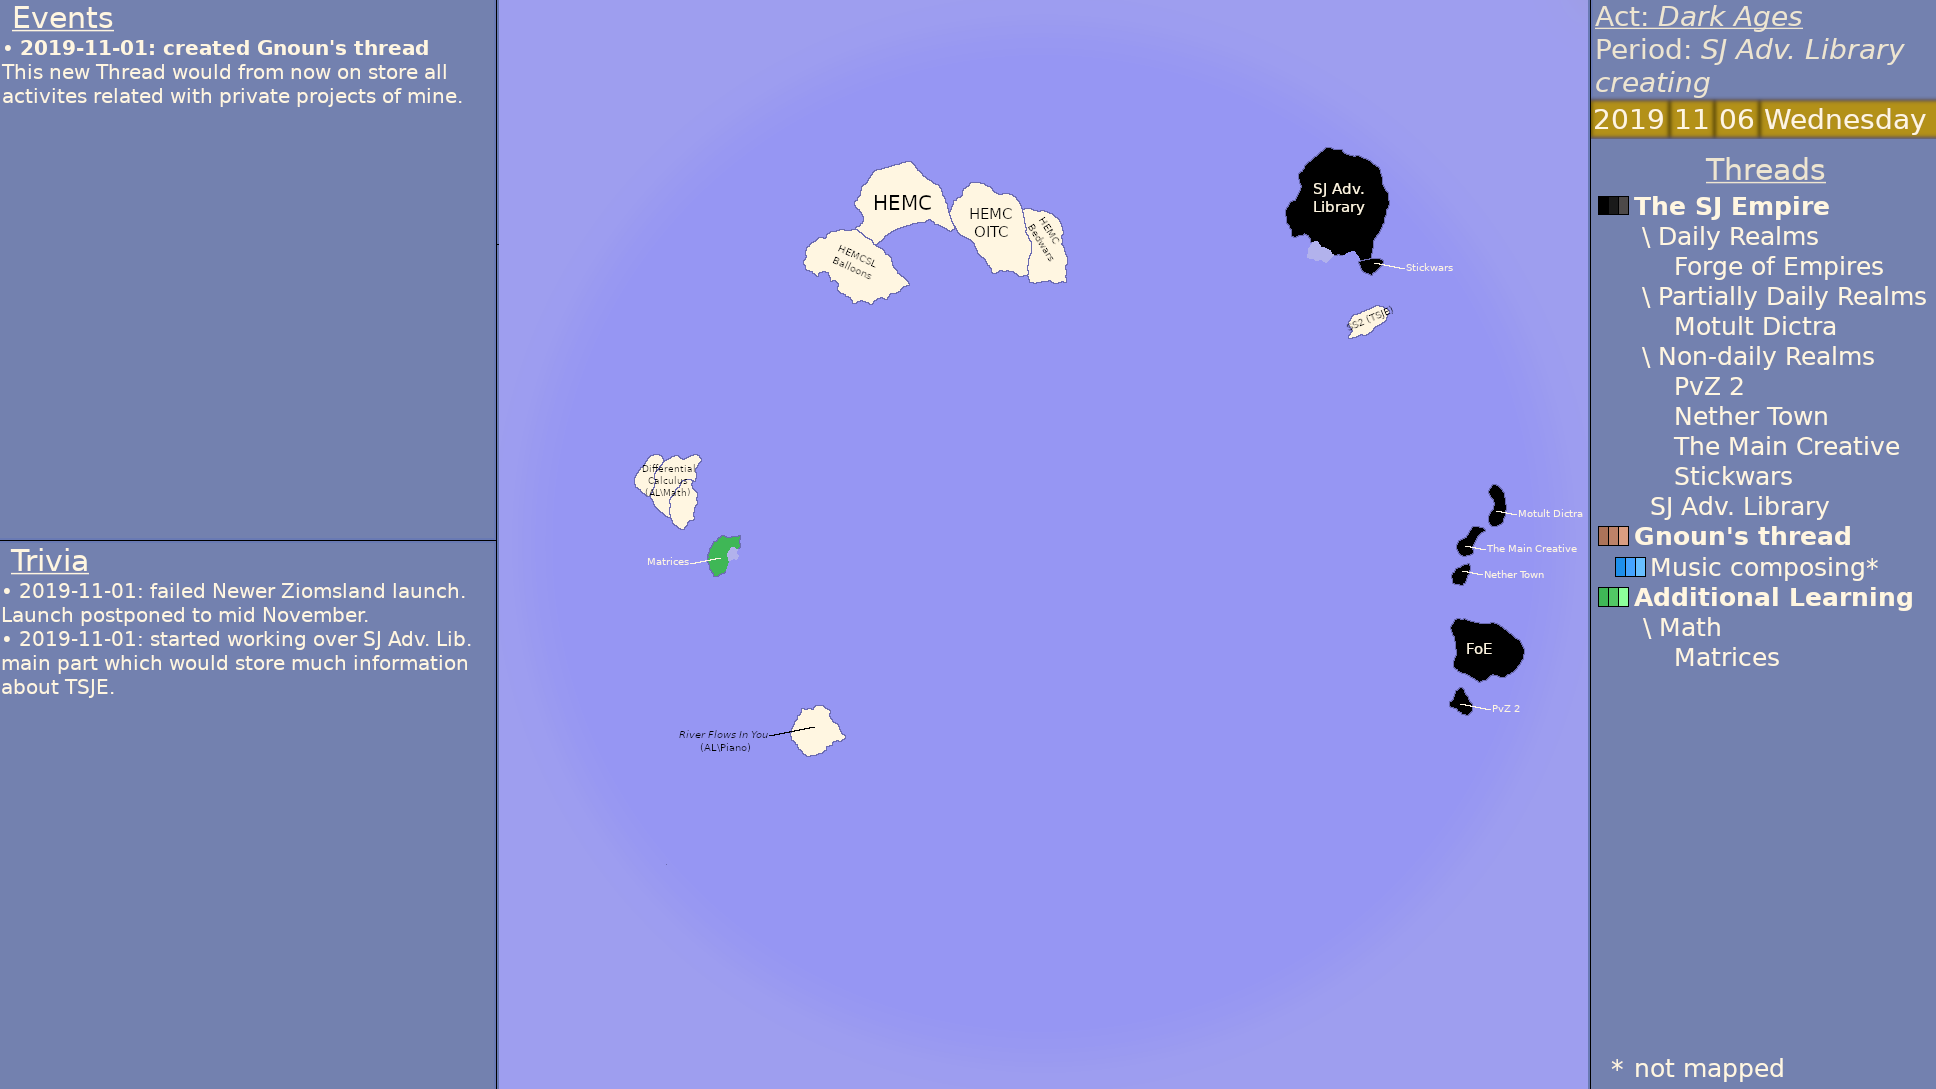 Events
• 2019-11-01: created Gnoun's thread
This new Thread would from now on store all
activites related with private projects of mine.
Trivia
• 2019-11-01: failed Newer Ziomsland launch.
Launch postponed to mid November.
• 2019-11-01: started working over SJ Adv. Lib.
main part which would store much information
about TSJE.
HEMC
HEMC
OITC
HEMC
Bedwars
HEMCSL
Balloons
SJ Adv.
Library
Stickwars
S2 (TSJE)
Differential
Calculus
(AL\Math)
Matrices
Motult Dictra
The Main Creative
Nether Town
FoE
PvZ 2
River Flows In You
(AL\Piano)
Act: Dark Ages
Period: SJ Adv. Library
creating
2019 11 06 Wednesday
Threads
The SJ Empire
\ Daily Realms
Forge of Empires
\ Partially Daily Realms
Motult Dictra
\ Non-daily Realms
PvZ 2
Nether Town
The Main Creative
Stickwars
SJ Adv. Library
Gnoun's thread
Music composing*
Additional Learning
\ Math
Matrices
* not mapped